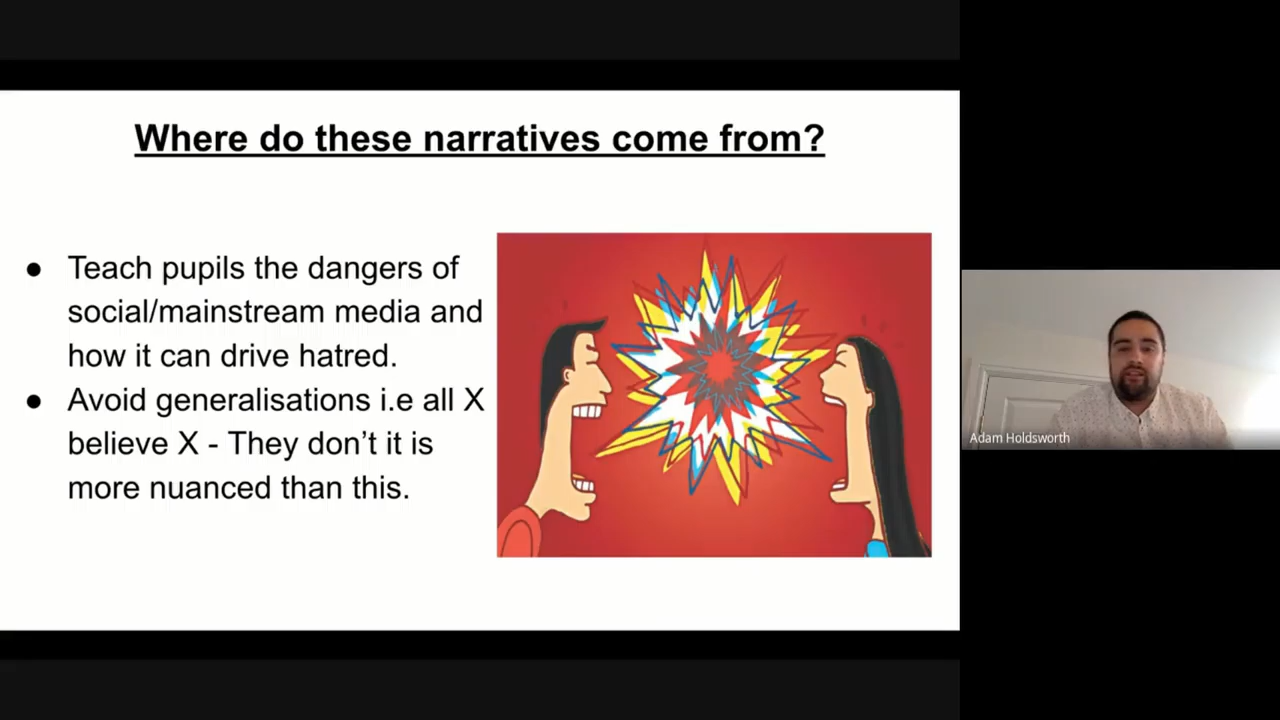 Where do these narratives come from?
● Teach pupils the dangers of
social/mainstream media and
how it can drive hatred.
● Avoid generalisations i.e all X
believe X - They don’t it is
more nuanced than this.
Adam Holdsworth